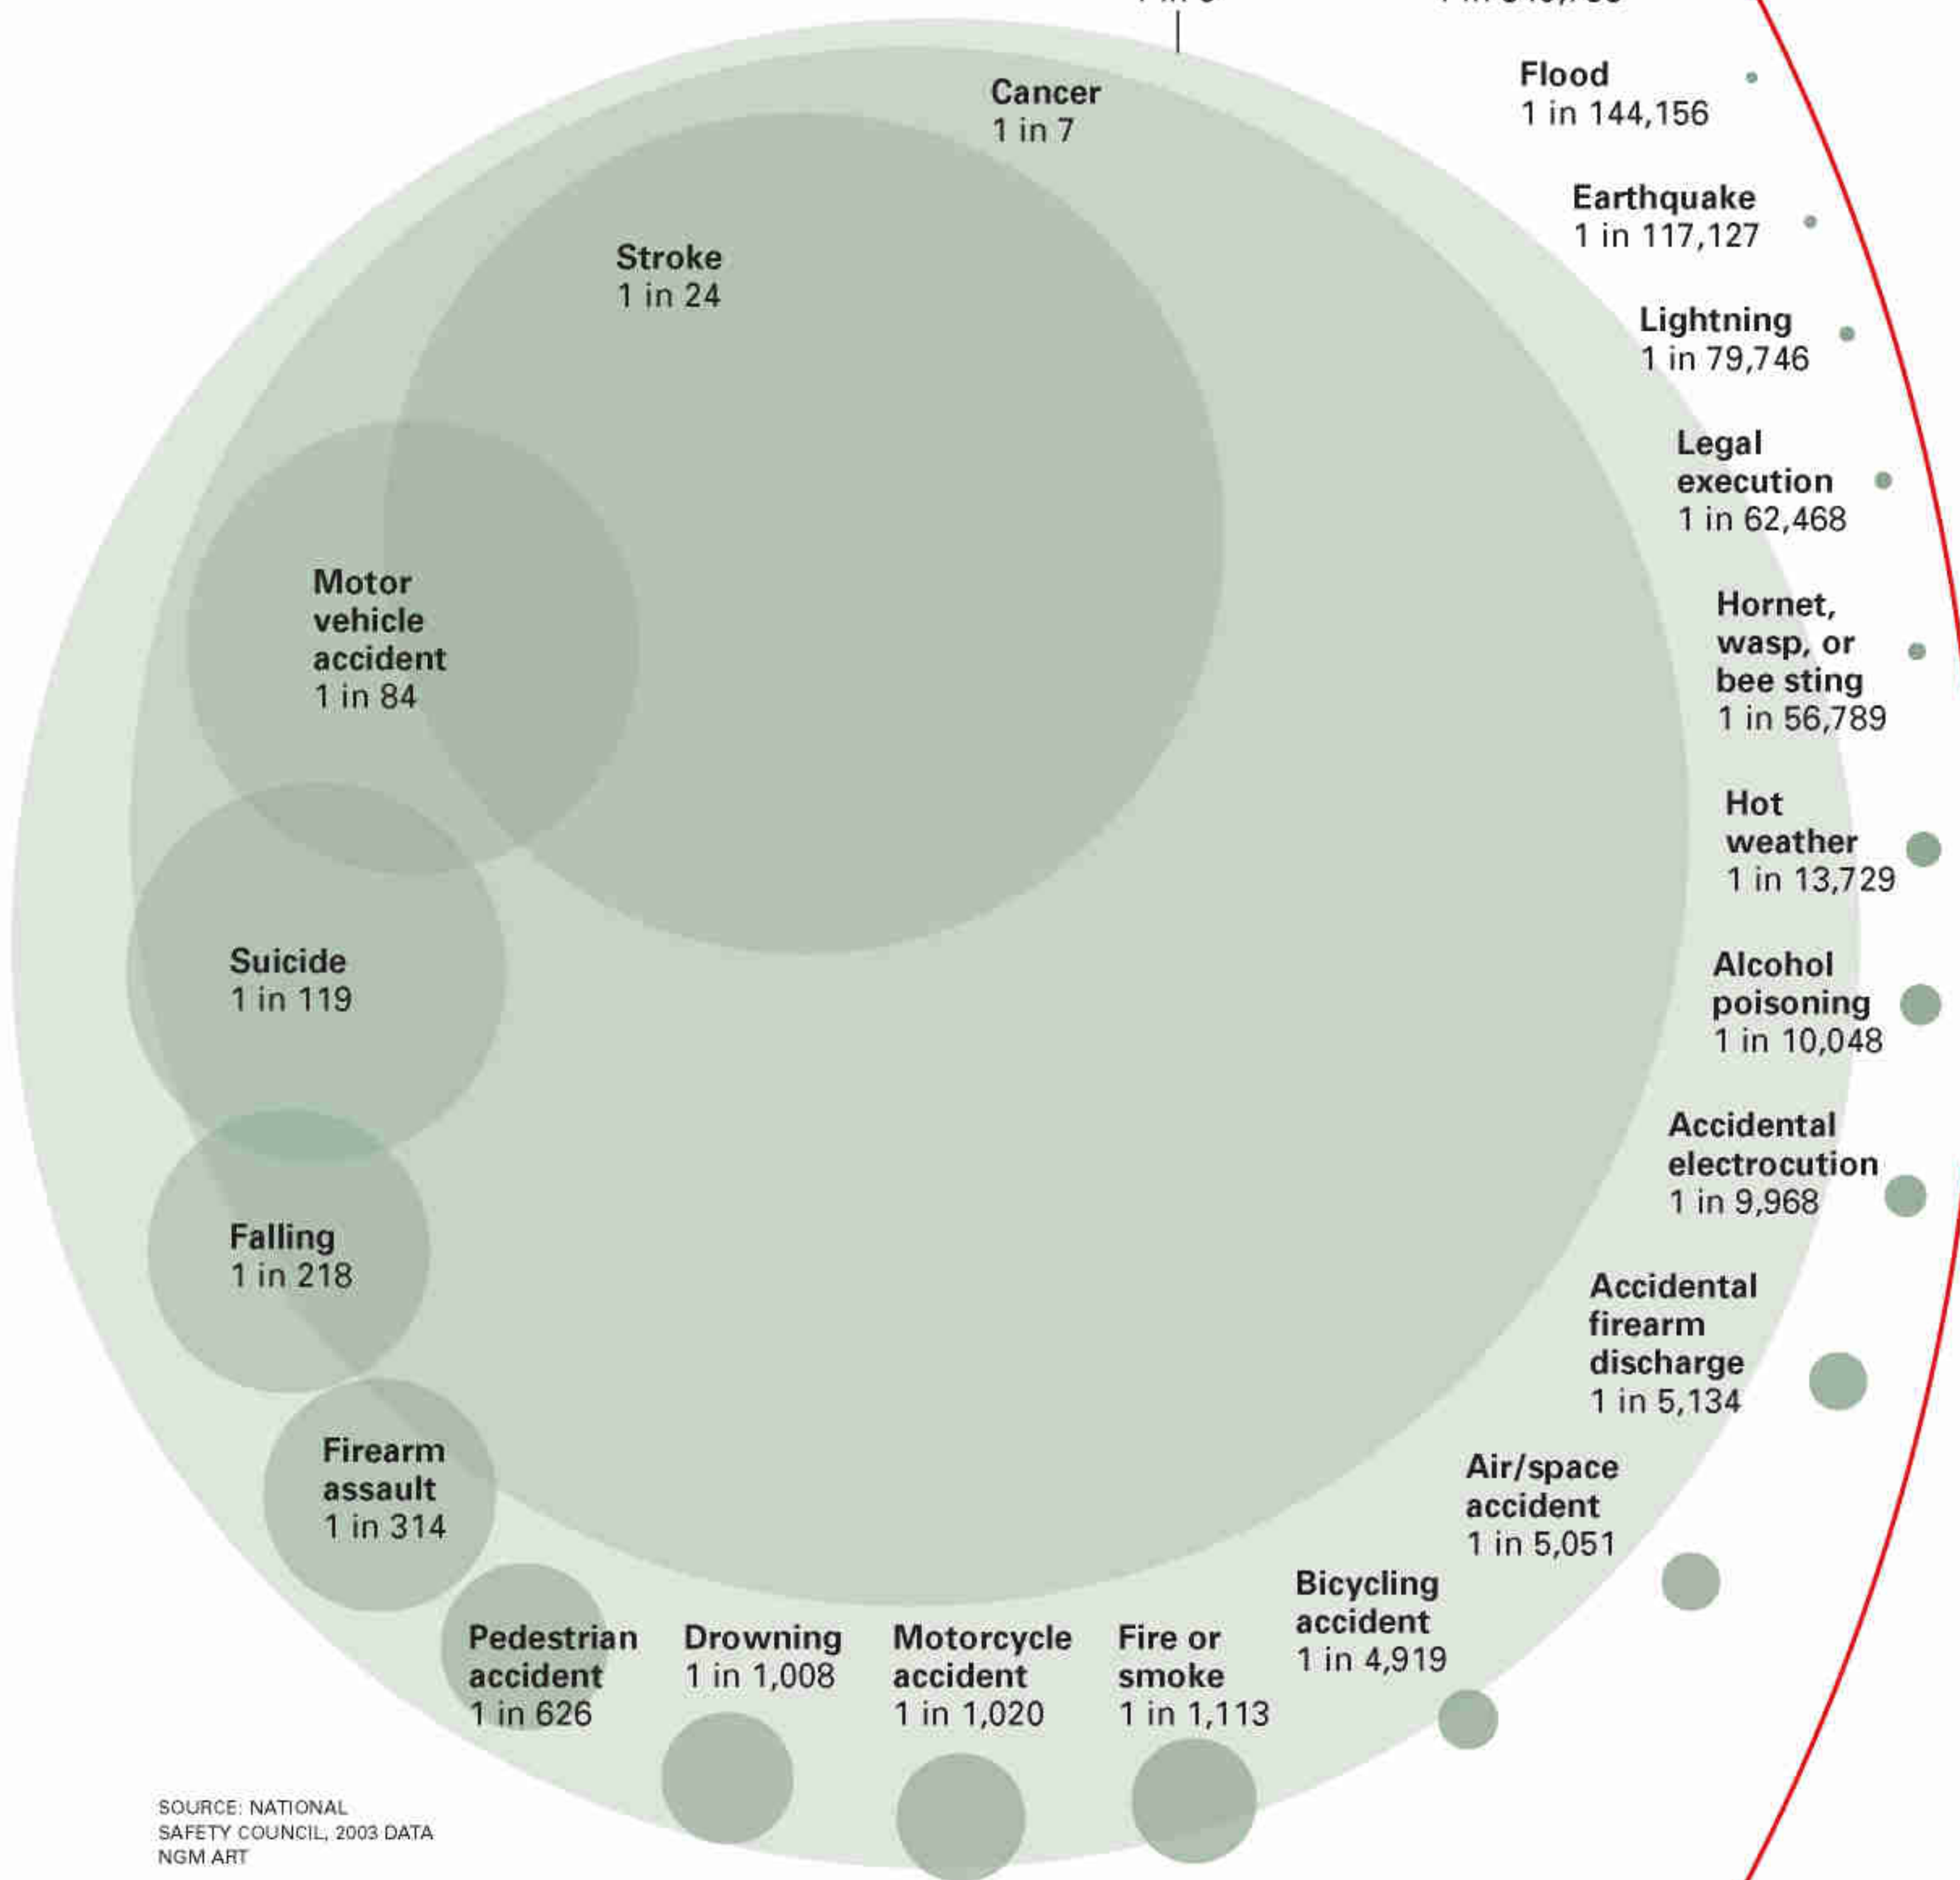 Cancer
1 in 7
Flood
1 in 144,156
Earthquake
1 in 117,127
Stroke
1 in 24
Lightning
1 in 79,746
Legal
execution
1 in 62,468
Motor
vehicle
accident
1 in 84
Hornet,
wasp, or
bee sting
1 in 56,789
Hot
weather
1 in 13,729
Suicide
1 in 119
Alcohol
poisoning
1 in 10,048
Accidental
electrocution
1 in 9,968
Falling
1 in 218
Accidental
firearm
discharge
1 in 5,134
Firearm
assault
1 in 314
Air/space
accident
1 in 5,051
Bicycling
accident
1 in 4,919
Pedestrian
accident
1 in 626
Drowning
1 in 1,008
Motorcycle
accident
1 in 1,020
Fire or
smoke
1 in 1,113
SOURCE: NATIONAL
SAFETY COUNCIL, 2003 DATA
NGM ART